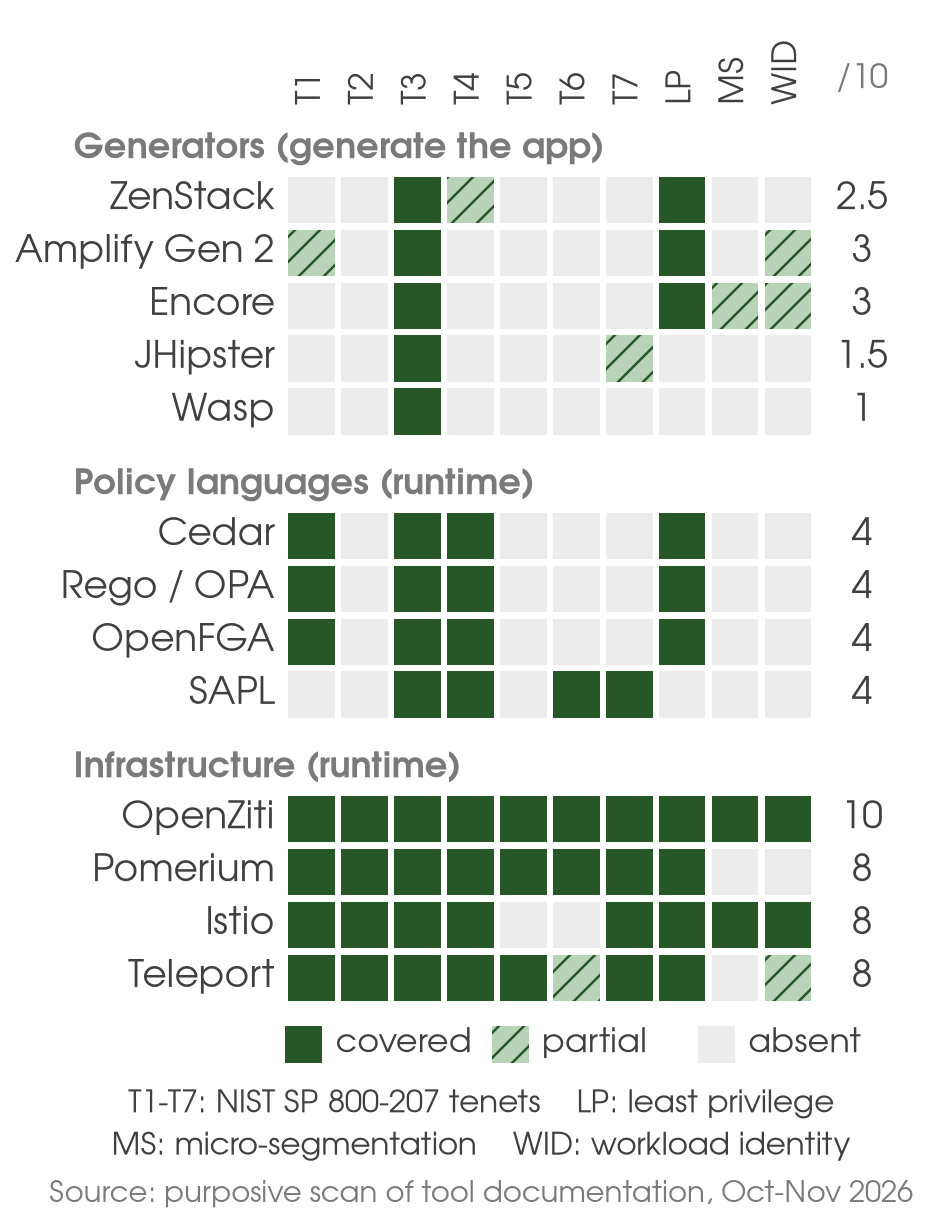 T1 T2 T3 T4 T5 T6 T7 LP MS WID /10
Generators (generate the app)
ZenStack 2.5
Amplify Gen 2 3
Encore 3
JHipster 1.5
Wasp 1
Policy languages (runtime)
Cedar 4
Rego / OPA 4
OpenFGA 4
SAPL 4
Infrastructure (runtime)
OpenZiti 10
Pomerium 8
Istio 8
Teleport 8
covered partial absent
T1-T7: NIST SP 800-207 tenets LP: least privilege
MS: micro-segmentation WID: workload identity
Source: purposive scan of tool documentation, Oct-Nov 2026